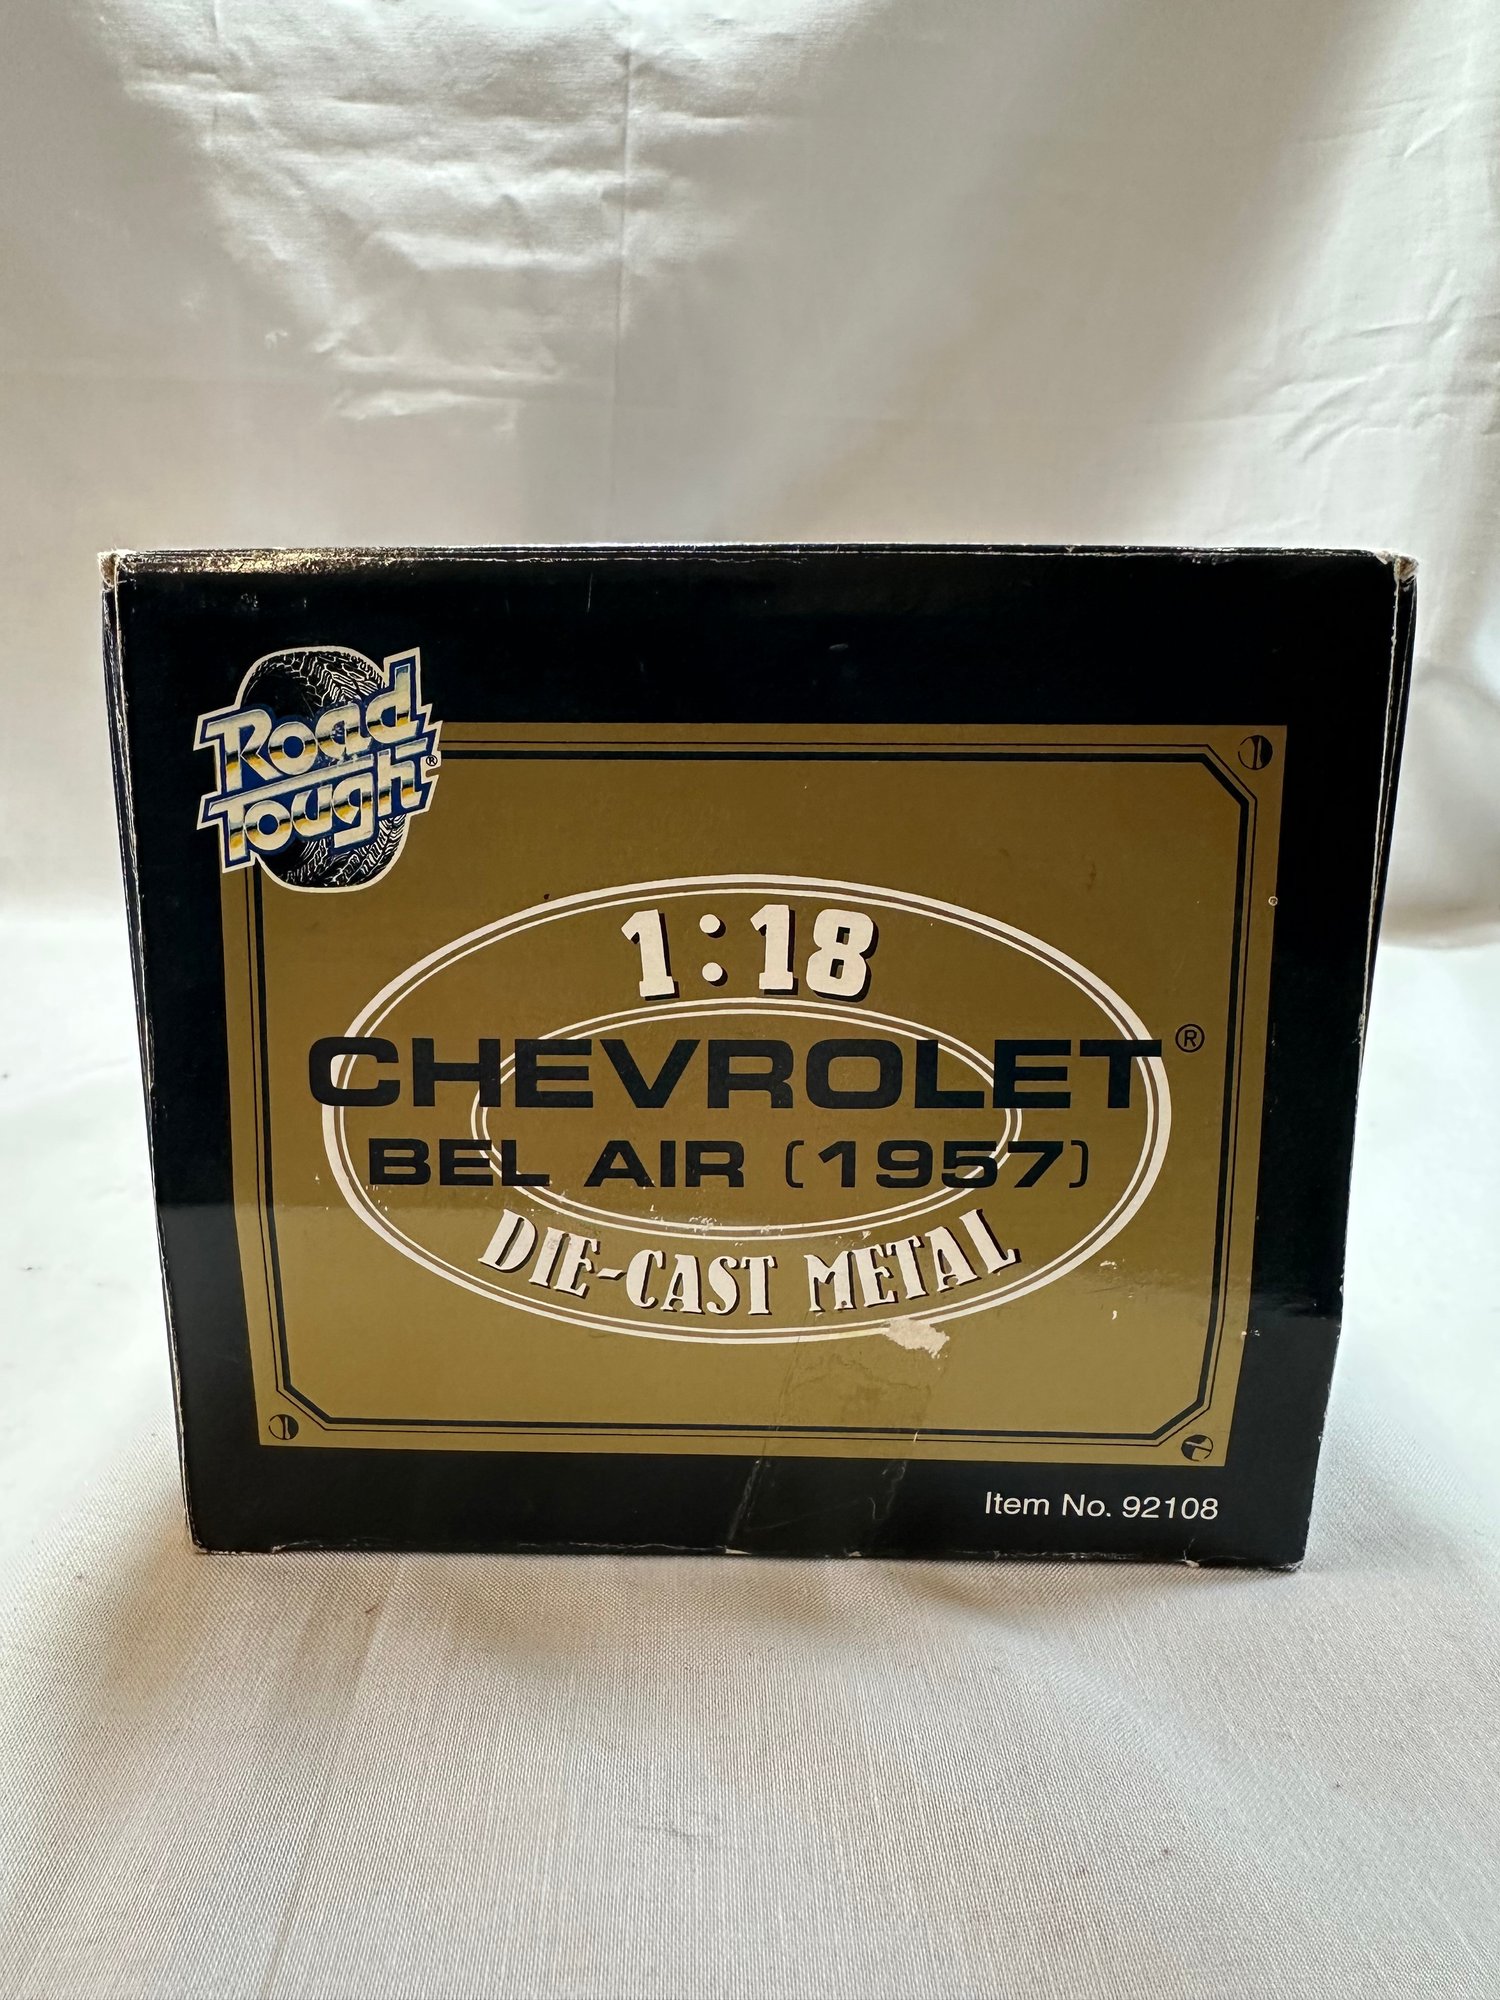 Road
Tough®
1:18
CHEVROLET®
BEL AIR (1957)
DIE-CAST METAL
Item No. 92108